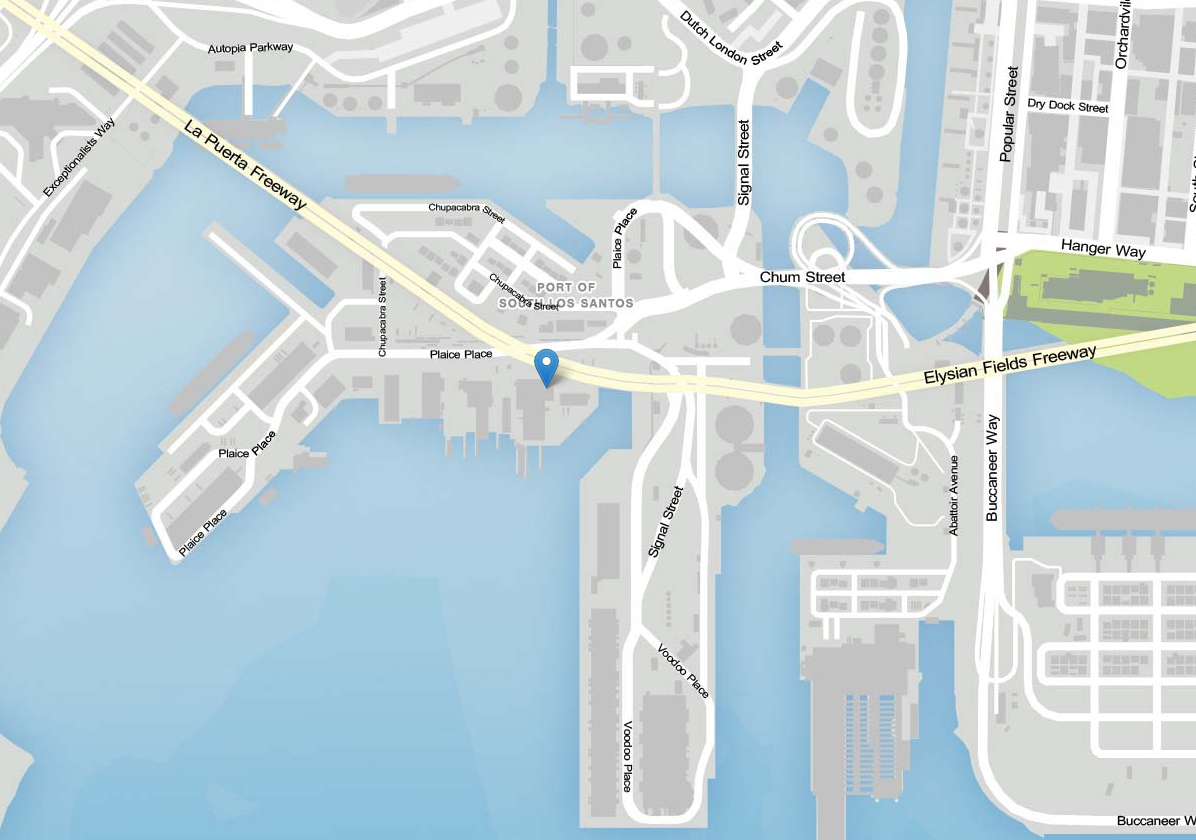 Dutch London Street
Orchardvil
Autopia Parkway
Popular Street
Dry Dock Street
Exceptionalists Way
La Puerta Freeway
Signal Street
South St
Chupacabra Street
Plaice Place
Hanger Way
Chum Street
Chupacabra Street
PORT OF
SOUTH LOS SANTOS
Chupacabra Street
Plaice Place
Elysian Fields Freeway
Plaice Place
Buccaneer Way
Abattoir Avenue
Signal Street
Plaice Place
Voodoo Place
Voodoo Place
Buccaneer W